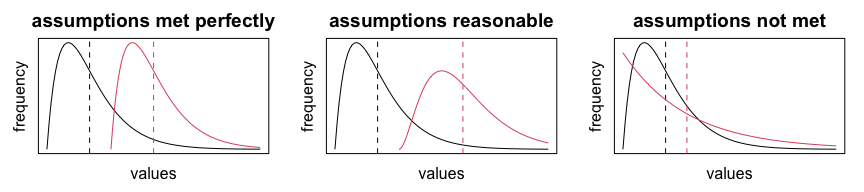 assumptions met perfectly
frequency
values
assumptions reasonable
frequency
values
assumptions not met
frequency
values